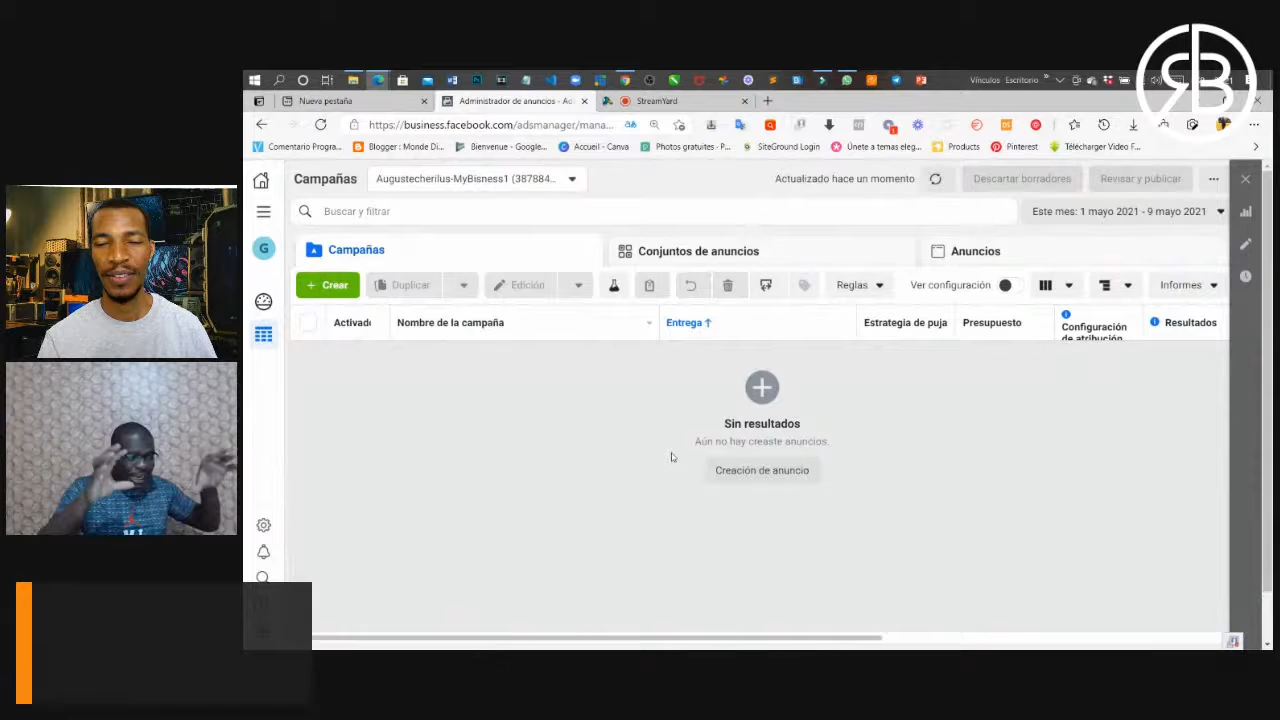 Vínculos Escritorio
Nueva pestaña
Administrador de anuncios - Ad
StreamYard
https://business.facebook.com/adsmanager/mana...
Comentario Progra...
Blogger : Monde Di...
Bienvenue - Google...
Accueil - Canva
Photos gratuites · P...
SiteGround Login
Únete a temas eleg...
Products
Pinterest
Télécharger Video F...
Campañas
Augustecherilus-MyBisness1 (387884...
Actualizado hace un momento
Descartar borradores
Revisar y publicar
G
Buscar y filtrar
Este mes: 1 mayo 2021 - 9 mayo 2021
Campañas
Conjuntos de anuncios
Anuncios
+ Crear
Duplicar
Edición
Reglas
Ver configuración
Informes
Activado
Nombre de la campaña
Entrega ↑
Estrategia de puja
Presupuesto
Configuración
de atribución
Resultados
Sin resultados
Aún no hay creaste anuncios.
Creación de anuncio